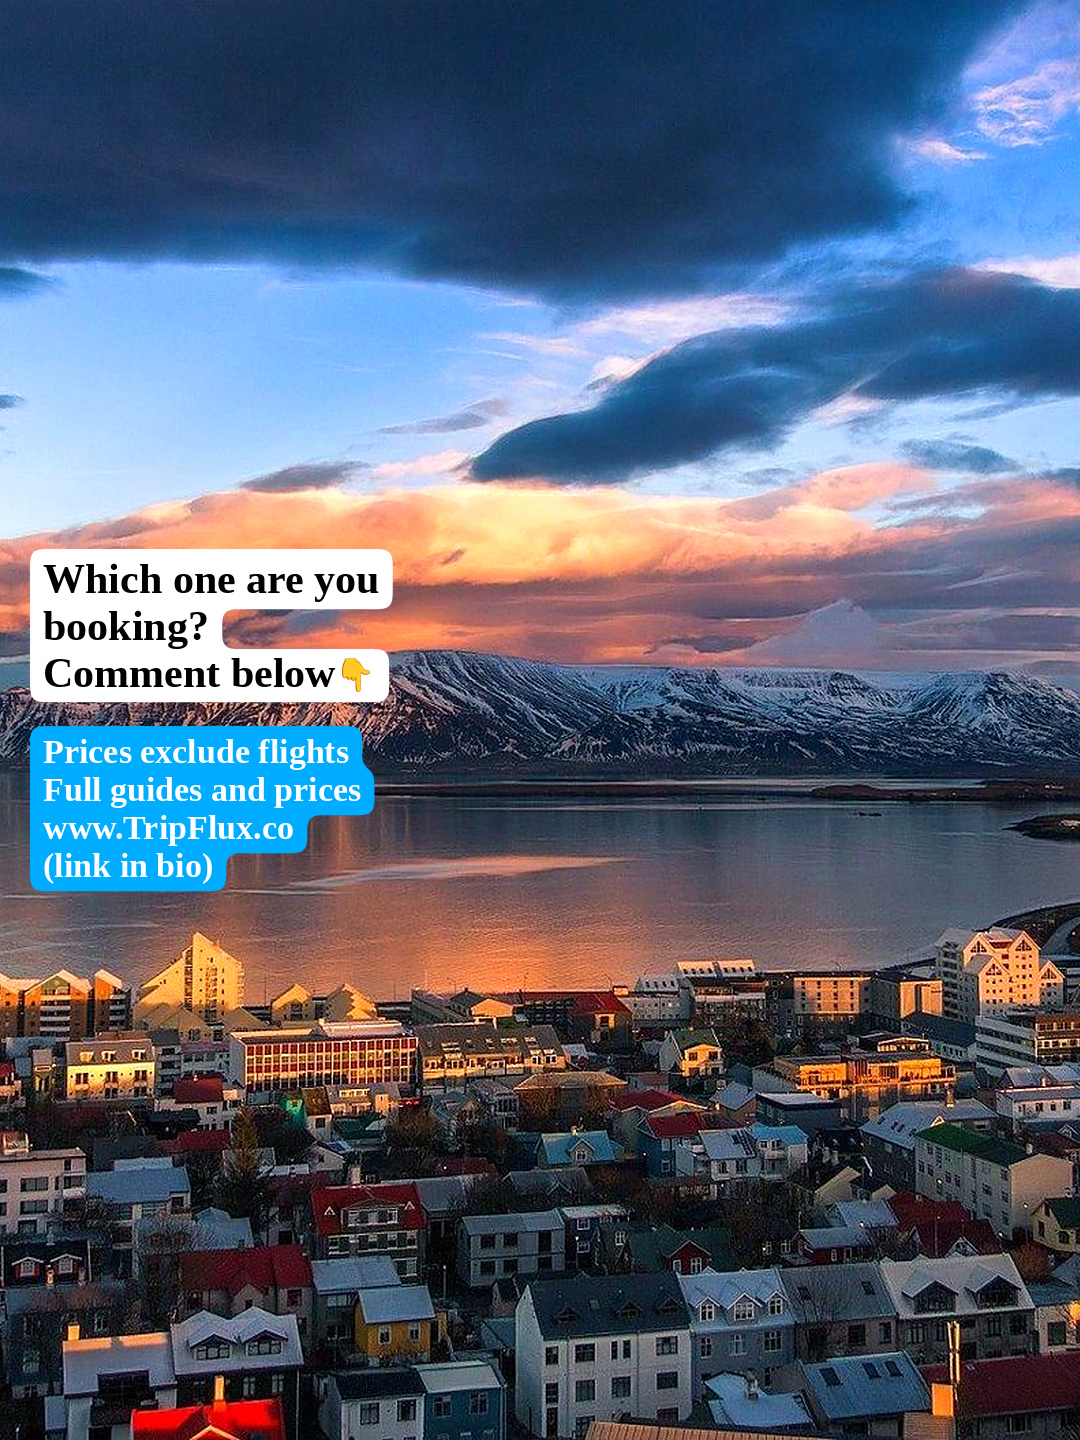 Which one are you
booking?
Comment below👇
Prices exclude flights
Full guides and prices
www.TripFlux.co
(link in bio)